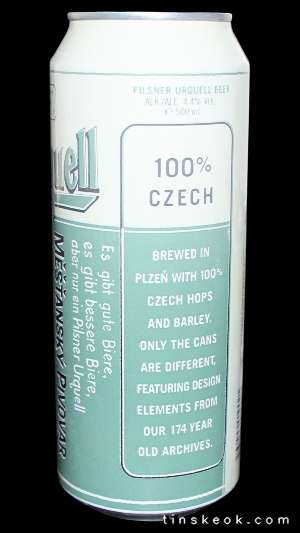 PILSNER URQUELL BEER
ALK./ALC. 4.4% VOL.
500 ml
uell
100%
CZECH
BREWED IN
PLZEŇ WITH 100%
CZECH HOPS
AND BARLEY.
ONLY THE CANS
ARE DIFFERENT,
FEATURING DESIGN
ELEMENTS FROM
OUR 174 YEAR
OLD ARCHIVES.
Es gibt gute Biere,
es gibt bessere Biere,
aber nur ein Pilsner Urquell
MĚŠŤANSKÝ PIVOVAR
tinskeok.com